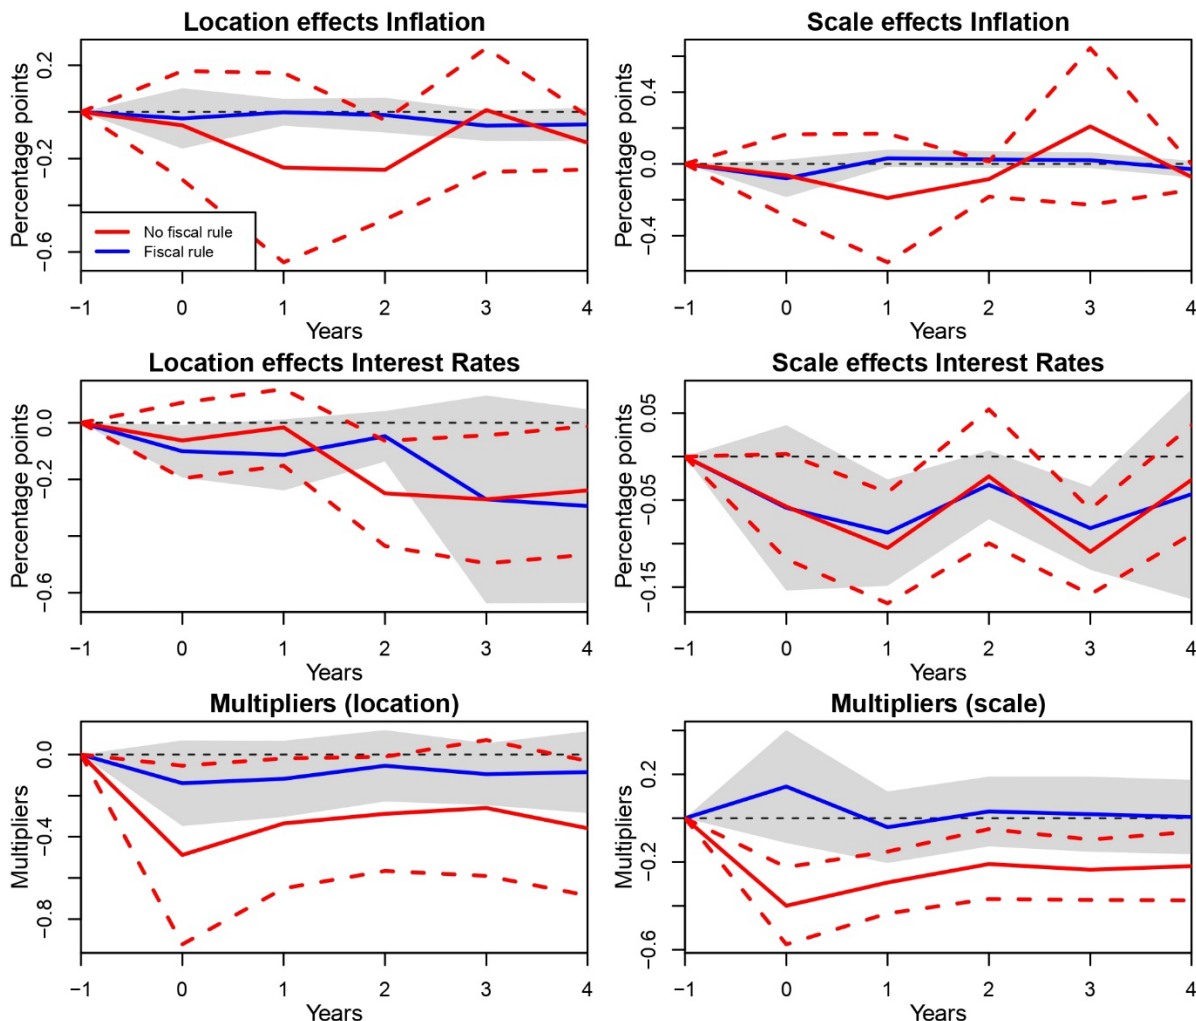 Location effects Inflation
Percentage points
0.2
−0.2
−0.6
No fiscal rule
Fiscal rule
−1 0 1 2 3 4
Years
Scale effects Inflation
Percentage points
0.4
0.0
−0.4
−1 0 1 2 3 4
Years
Location effects Interest Rates
Percentage points
0.0
−0.2
−0.6
−1 0 1 2 3 4
Years
Scale effects Interest Rates
Percentage points
0.05
−0.05
−0.15
−1 0 1 2 3 4
Years
Multipliers (location)
Multipliers
0.0
−0.4
−0.8
−1 0 1 2 3 4
Years
Multipliers (scale)
Multipliers
0.2
−0.2
−0.6
−1 0 1 2 3 4
Years